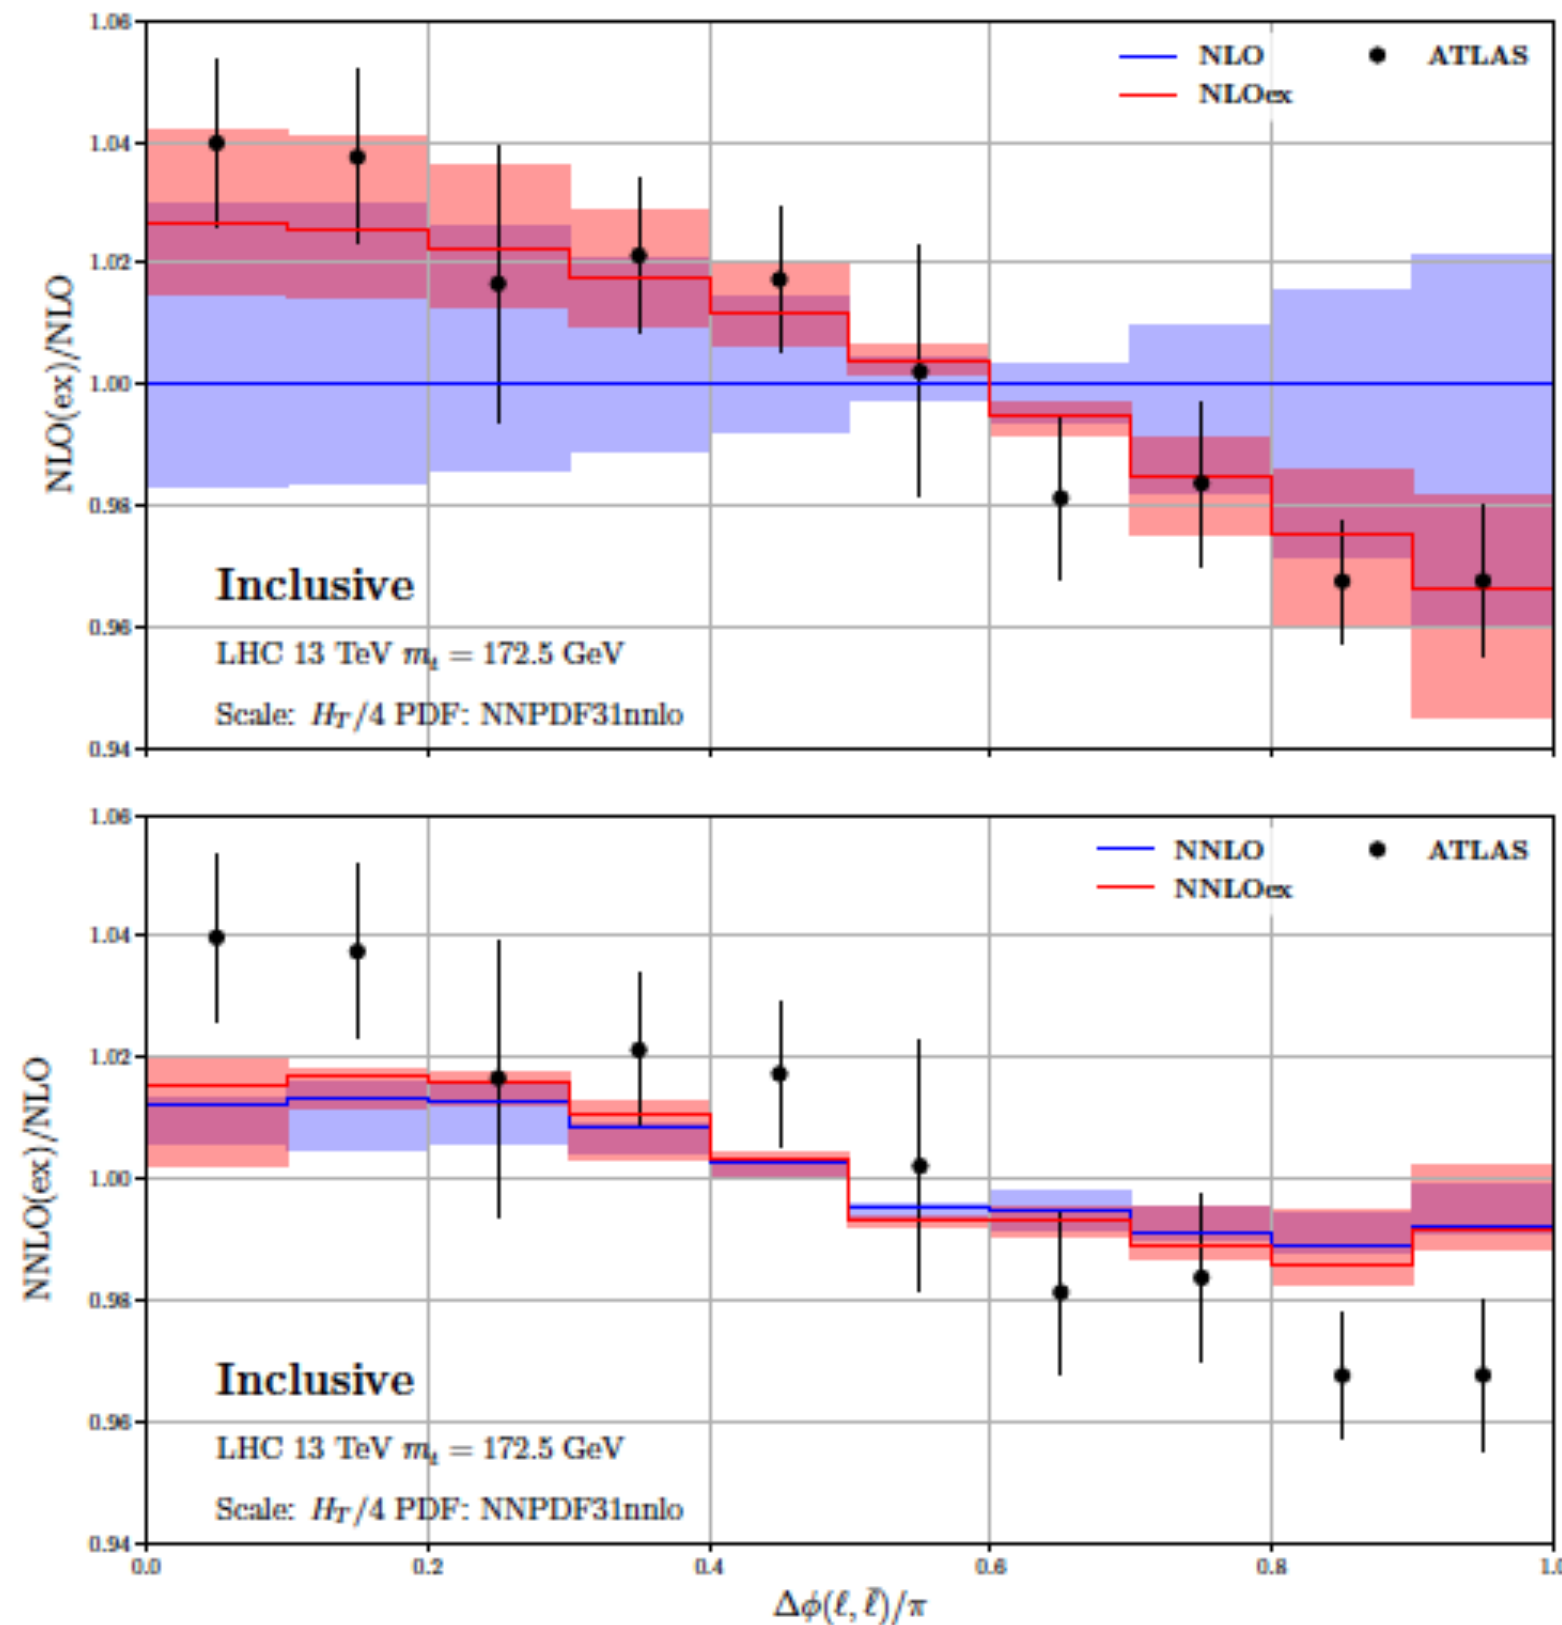 1.06
NLO ATLAS
NLOex
1.04
1.02
NLO(ex)/NLO
1.00
0.98
Inclusive
0.96
LHC 13 TeV m_t = 172.5 GeV
Scale: H_T/4 PDF: NNPDF31nnlo
0.94
1.06
NNLO ATLAS
NNLOex
1.04
1.02
NNLO(ex)/NLO
1.00
0.98
Inclusive
0.96
LHC 13 TeV m_t = 172.5 GeV
Scale: H_T/4 PDF: NNPDF31nnlo
0.94
0.0 0.2 0.4 0.6 0.8 1.0
Δϕ(ℓ, ℓ̄)/π